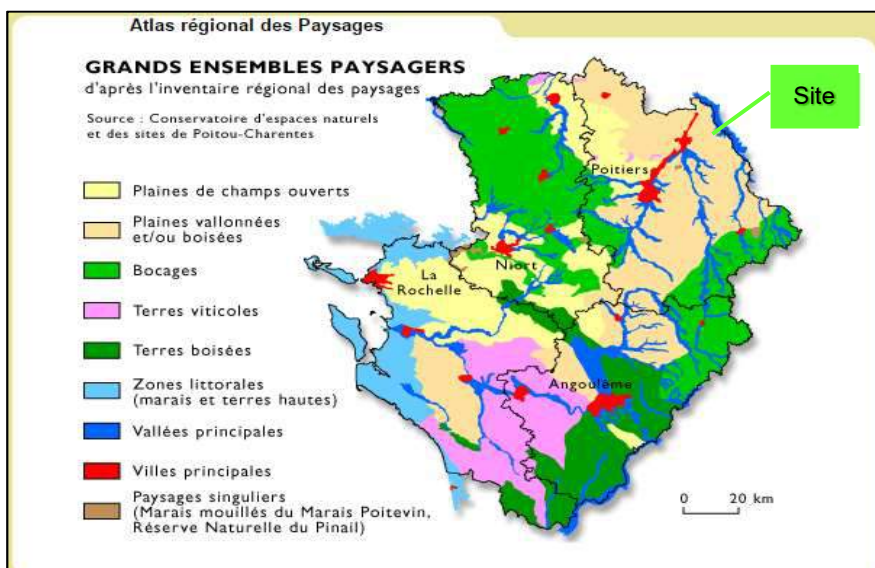 Atlas régional des Paysages
GRANDS ENSEMBLES PAYSAGERS
d'après l'inventaire régional des paysages
Source : Conservatoire d'espaces naturels
et des sites de Poitou-Charentes
Plaines de champs ouverts
Plaines vallonnées
et/ou boisées
Bocages
Terres viticoles
Terres boisées
Zones littorales
(marais et terres hautes)
Vallées principales
Villes principales
Paysages singuliers
(Marais mouillés du Marais Poitevin,
Réserve Naturelle du Pinail)
Site
Poitiers
Niort
La
Rochelle
Angoulême
0 20 km